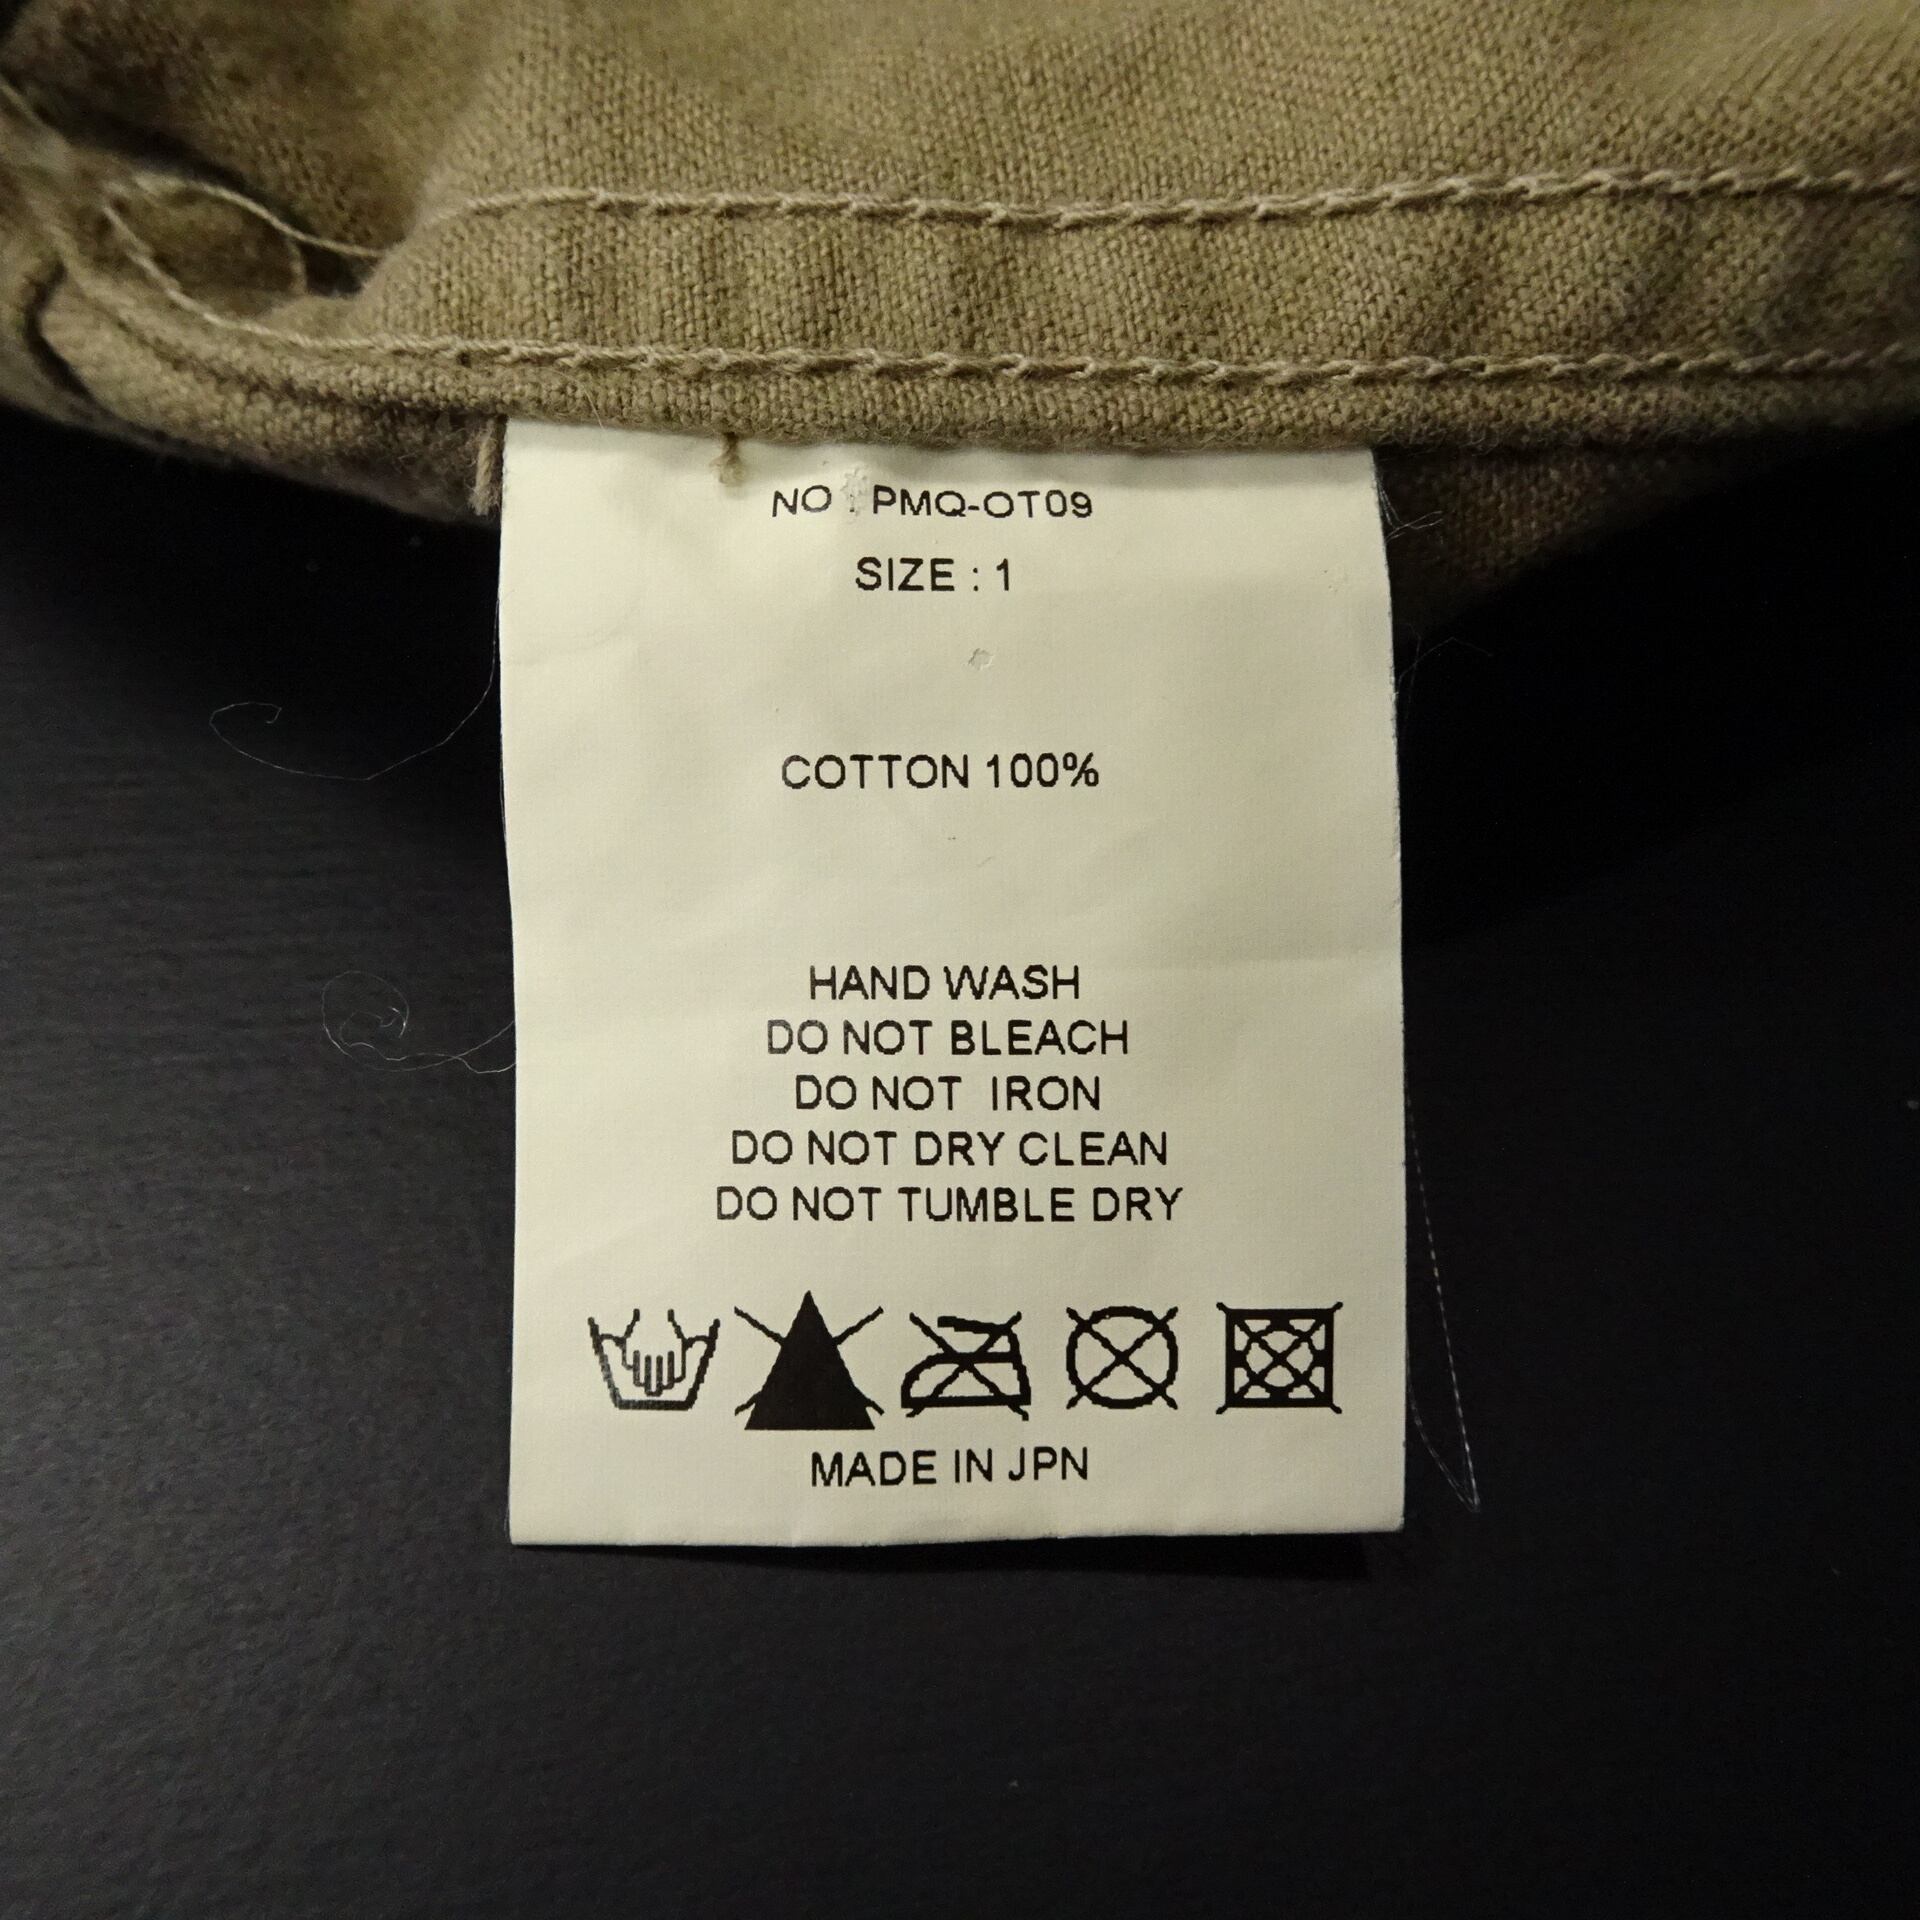 NO : PMQ-OT09
SIZE : 1
COTTON 100%
HAND WASH
DO NOT BLEACH
DO NOT IRON
DO NOT DRY CLEAN
DO NOT TUMBLE DRY
MADE IN JPN